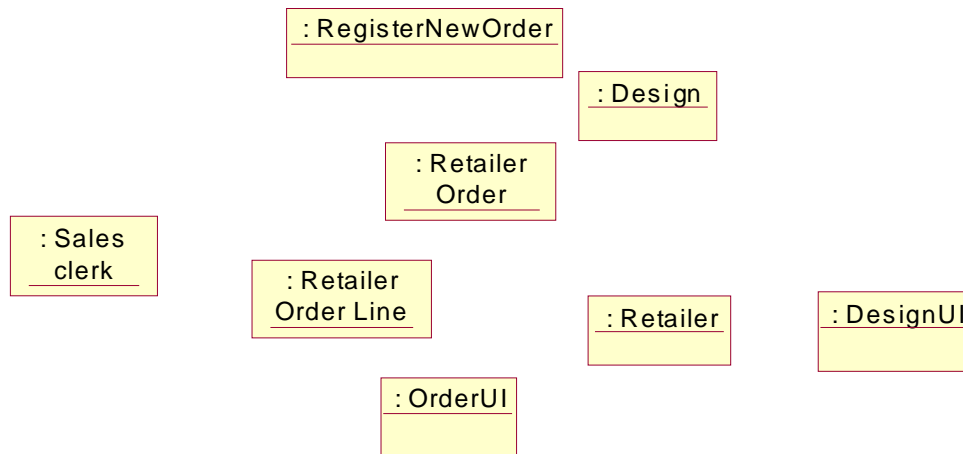 : RegisterNewOrder
: Design
: Retailer
Order
: Sales
clerk
: Retailer
Order Line
: Retailer
: DesignUI
: OrderUI